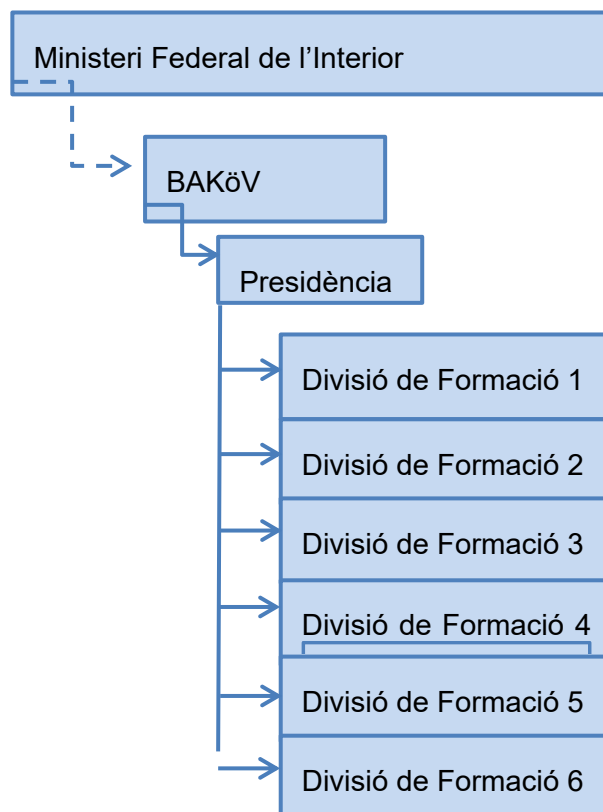 Ministeri Federal de l’Interior
BAKöV
Presidència
Divisió de Formació 1
Divisió de Formació 2
Divisió de Formació 3
Divisió de Formació 4
Divisió de Formació 5
Divisió de Formació 6